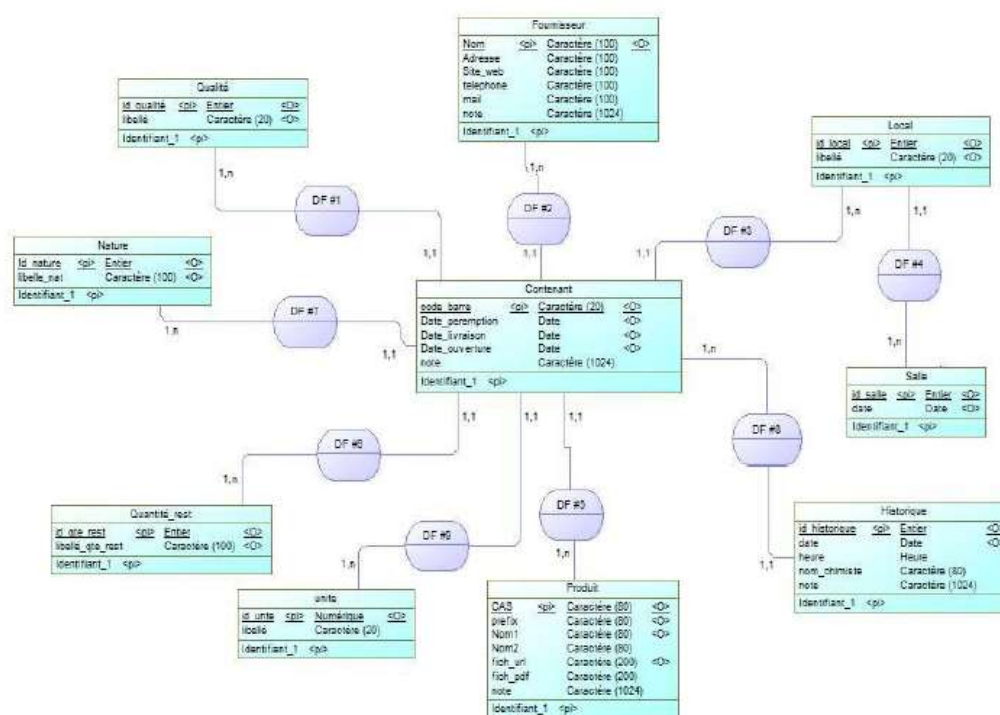 Fournisseur
Nom <pi> Caractère (100) <O>
Adresse Caractère (100)
Site_web Caractère (100)
telephone Caractère (100)
mail Caractère (100)
note Caractère (1024)
Identifiant_1 <pi>
Qualité
id_qualité <pi> Entier <O>
libellé Caractère (20) <O>
Identifiant_1 <pi>
Local
id_local <pi> Entier <O>
libellé Caractère (20) <O>
Identifiant_1 <pi>
1,n
DF #1
1,1
1,n
DF #2
1,1
1,n
DF #3
1,1
1,1
DF #4
1,n
Nature
Id_nature <pi> Entier <O>
libelle_nat Caractère (100) <O>
Identifiant_1 <pi>
1,n
DF #7
1,1
Contenant
code_barre <pi> Caractère (20) <O>
Date_peremption Date <O>
Date_livraison Date <O>
Date_ouverture Date <O>
note Caractère (1024)
Identifiant_1 <pi>
Salle
id_salle <pi> Entier <O>
date Date <O>
Identifiant_1 <pi>
1,1
DF #6
1,n
1,1
DF #9
1,n
1,1
1,n
1,n
DF #8
1,1
Quantité_rest
id_qte_rest <pi> Entier <O>
libellé_qte_rest Caractère (100) <O>
Identifiant_1 <pi>
Historique
id_historique <pi> Entier <O>
date Date <O>
heure Heure
nom_chimiste Caractère (80)
note Caractère (1024)
Identifiant_1 <pi>
unite
id_unte <pi> Numérique <O>
libellé Caractère (20)
Identifiant_1 <pi>
Produit
CAS <pi> Caractère (80) <O>
prefix Caractère (80) <O>
Nom1 Caractère (80) <O>
Nom2 Caractère (80)
fich_url Caractère (200) <O>
fich_pdf Caractère (200)
note Caractère (1024)
Identifiant_1 <pi>